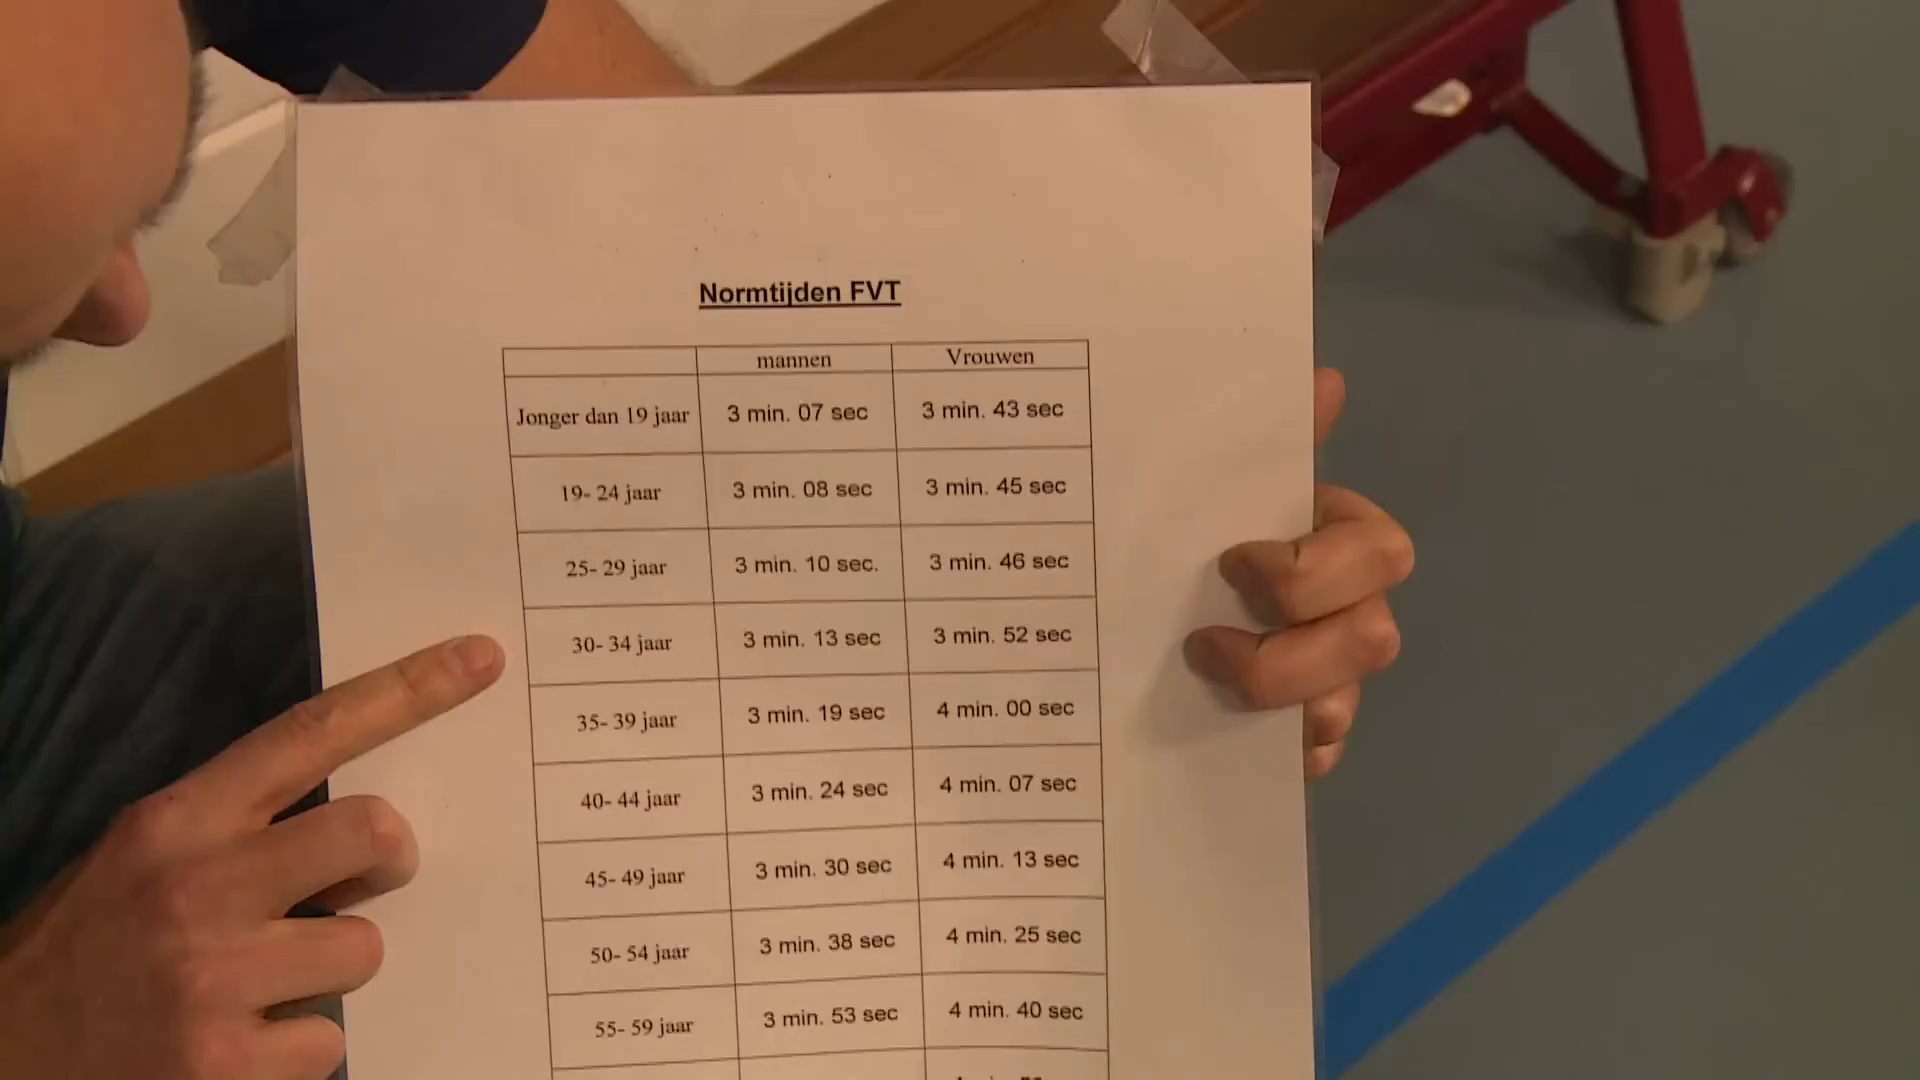 Normtijden FVT
mannen Vrouwen
Jonger dan 19 jaar 3 min. 07 sec 3 min. 43 sec
19- 24 jaar 3 min. 08 sec 3 min. 45 sec
25- 29 jaar 3 min. 10 sec. 3 min. 46 sec
30- 34 jaar 3 min. 13 sec 3 min. 52 sec
35- 39 jaar 3 min. 19 sec 4 min. 00 sec
40- 44 jaar 3 min. 24 sec 4 min. 07 sec
45- 49 jaar 3 min. 30 sec 4 min. 13 sec
50- 54 jaar 3 min. 38 sec 4 min. 25 sec
55- 59 jaar 3 min. 53 sec 4 min. 40 sec